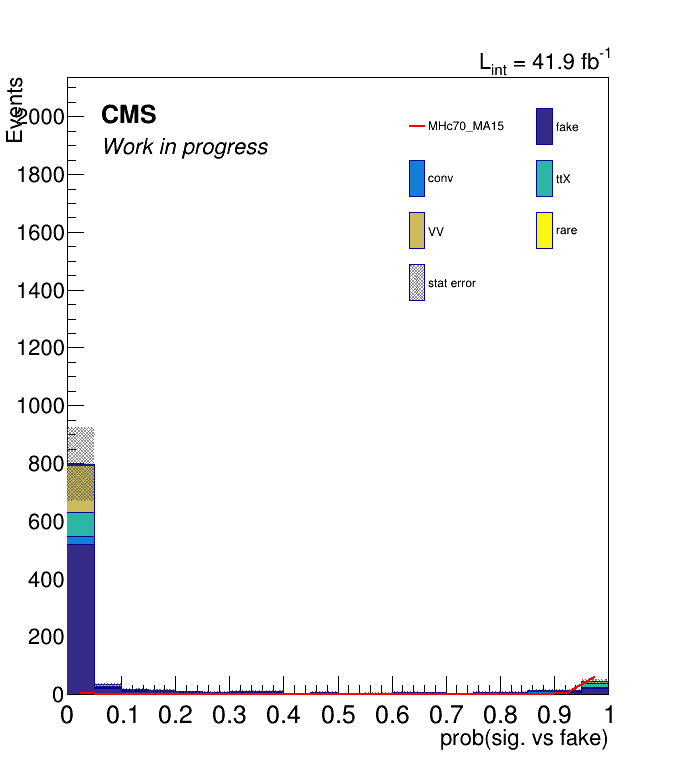 L_int = 41.9 fb^-1
Events
CMS
Work in progress
MHc70_MA15
fake
conv
ttX
VV
rare
stat error
2000
1800
1600
1400
1200
1000
800
600
400
200
0
0 0.1 0.2 0.3 0.4 0.5 0.6 0.7 0.8 0.9 1
prob(sig. vs fake)